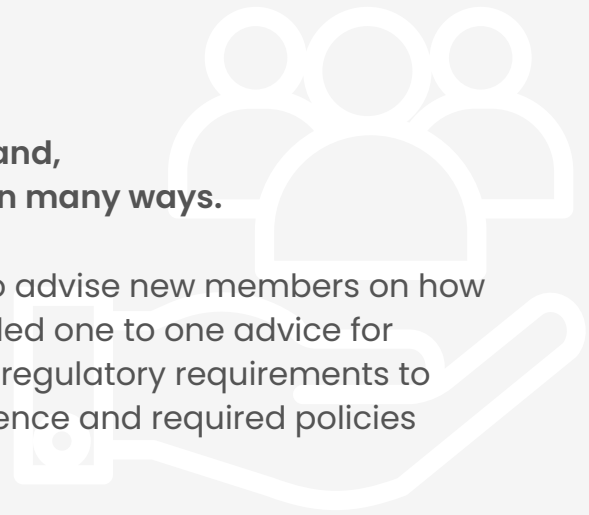 and,
n many ways.
o advise new members on how
led one to one advice for
regulatory requirements to
ence and required policies